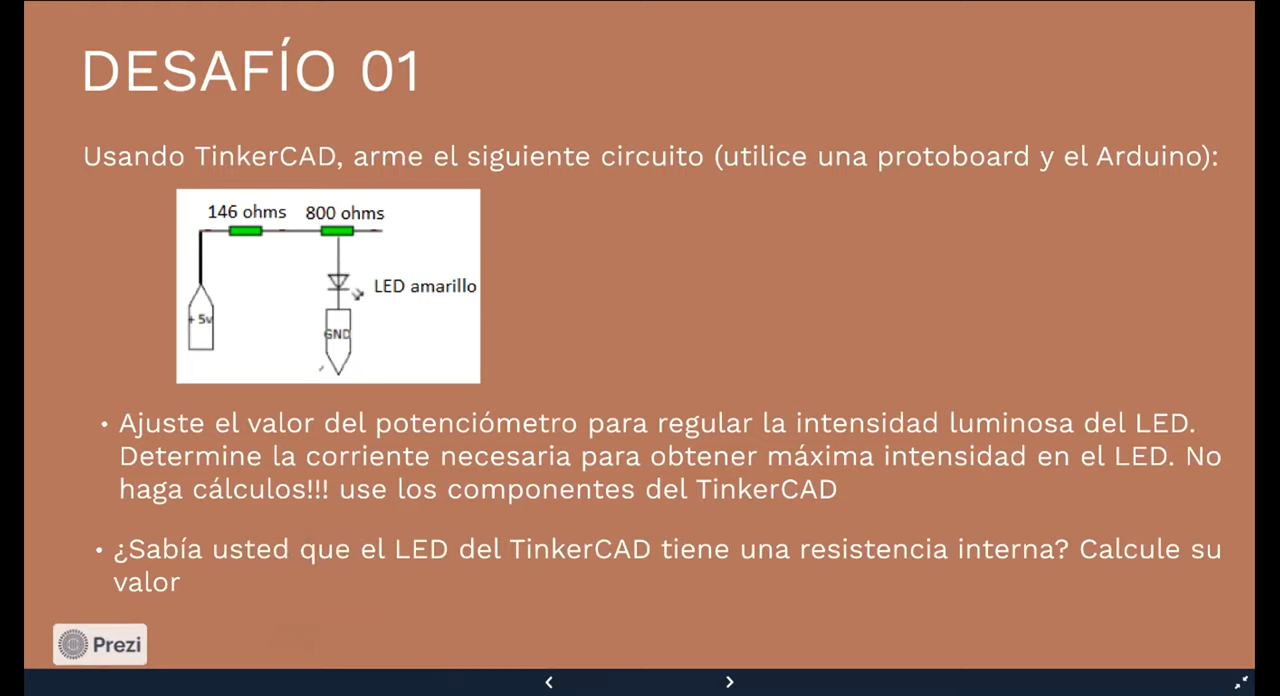 DESAFÍO 01
Usando TinkerCAD, arme el siguiente circuito (utilice una protoboard y el Arduino):
146 ohms 800 ohms
LED amarillo
+ 5v
GND
• Ajuste el valor del potenciómetro para regular la intensidad luminosa del LED.
Determine la corriente necesaria para obtener máxima intensidad en el LED. No
haga cálculos!!! use los componentes del TinkerCAD
• ¿Sabía usted que el LED del TinkerCAD tiene una resistencia interna? Calcule su
valor
Prezi